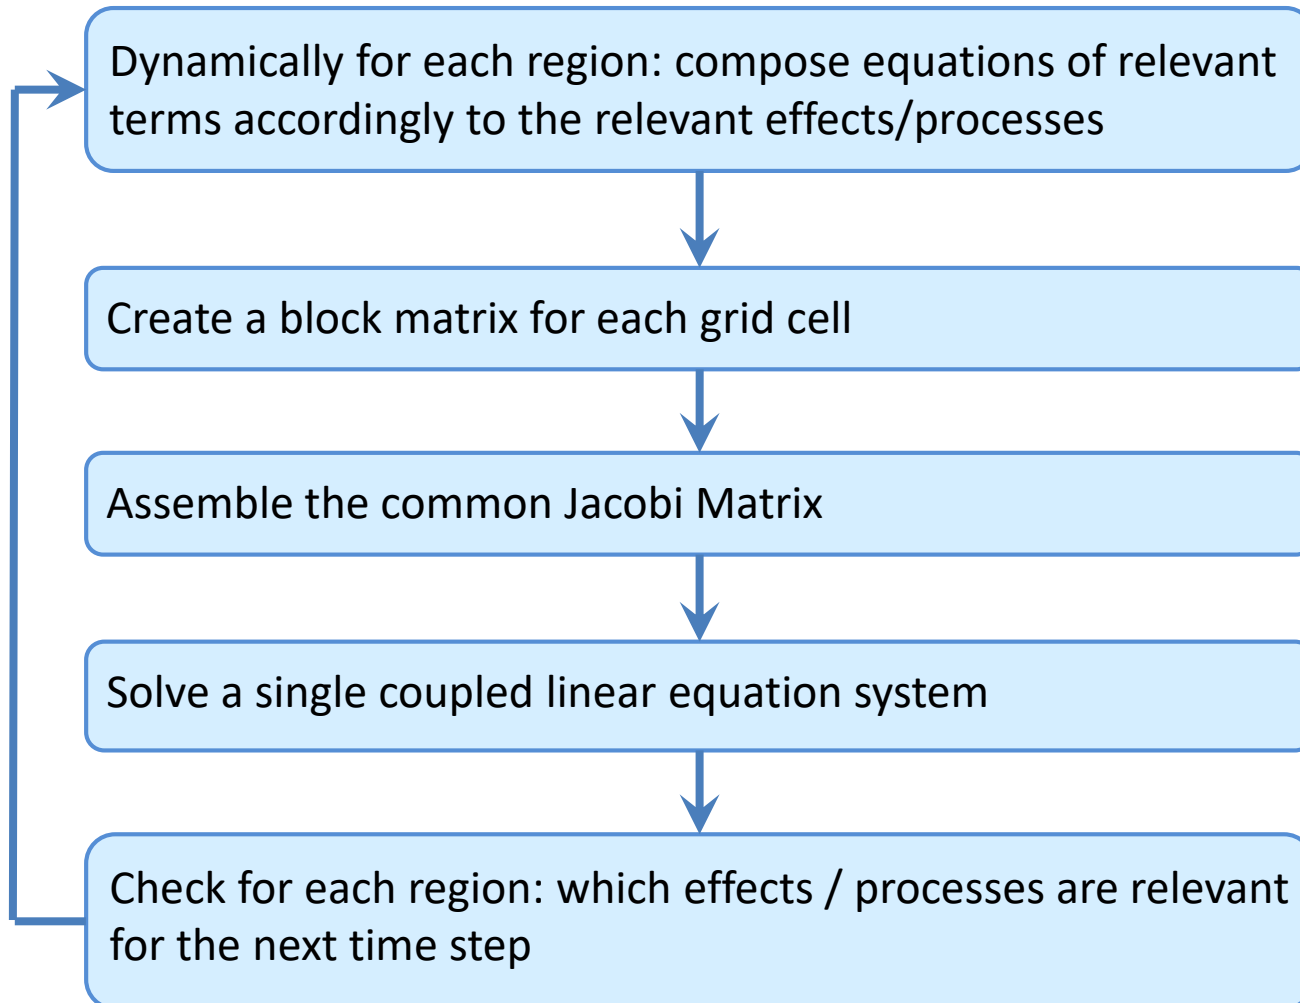 Dynamically for each region: compose equations of relevant
terms accordingly to the relevant effects/processes
Create a block matrix for each grid cell
Assemble the common Jacobi Matrix
Solve a single coupled linear equation system
Check for each region: which effects / processes are relevant
for the next time step